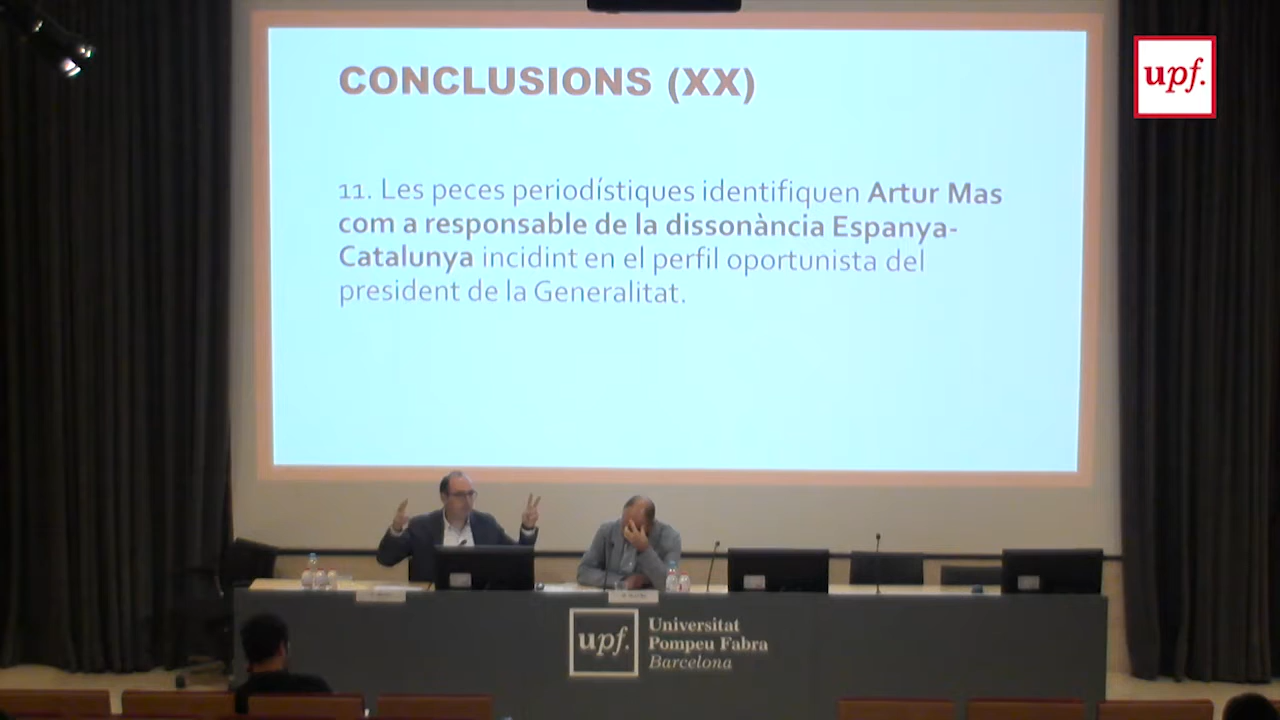 CONCLUSIONS (XX)
upf.
11. Les peces periodístiques identifiquen Artur Mas
com a responsable de la dissonància Espanya-
Catalunya incidint en el perfil oportunista del
president de la Generalitat.
upf.
Universitat
Pompeu Fabra
Barcelona